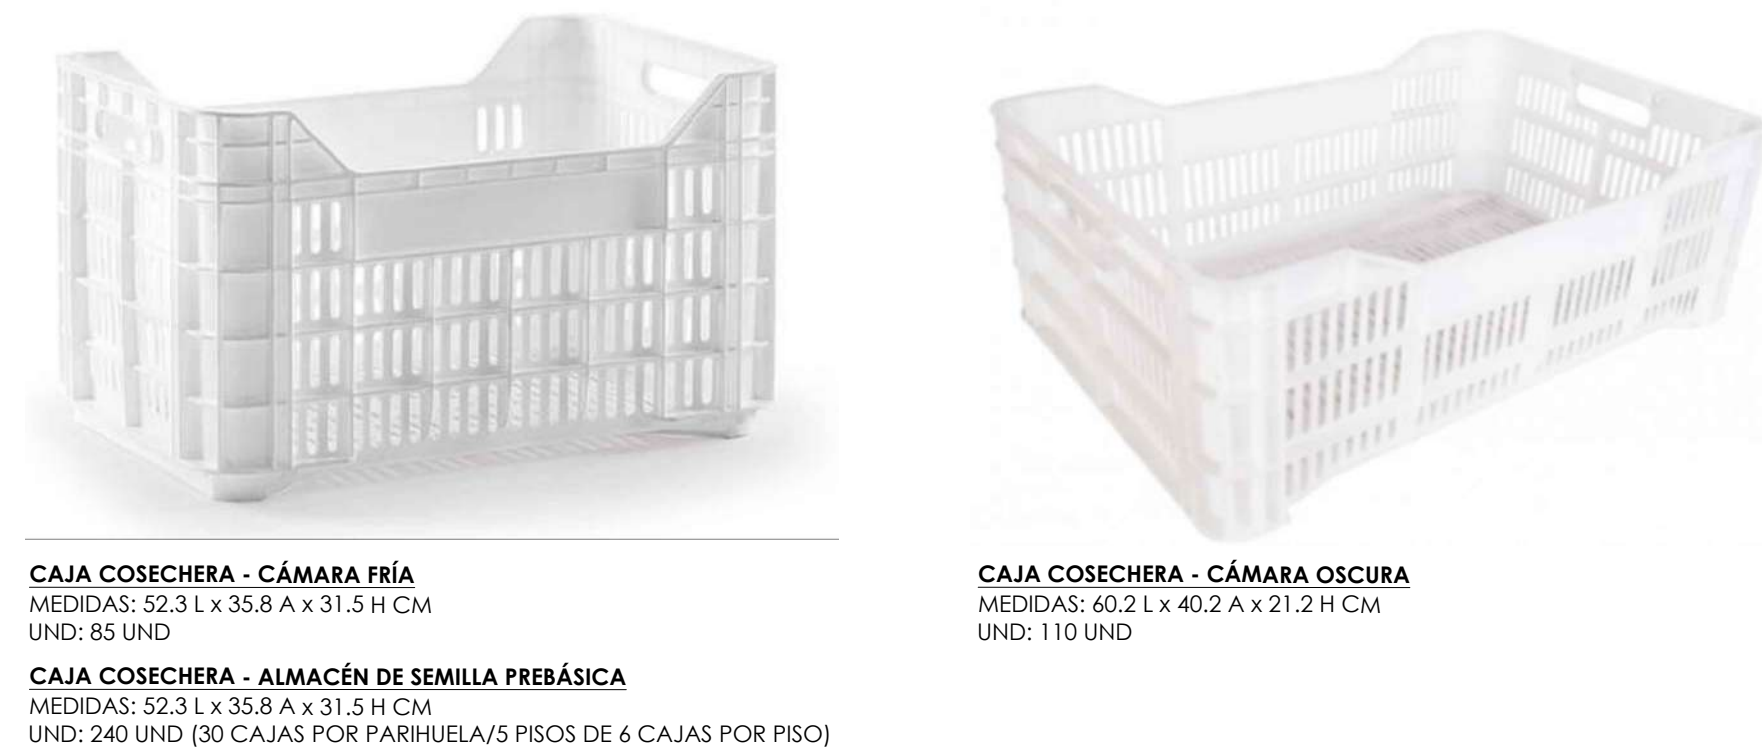 CAJA COSECHERA - CÁMARA FRÍA
MEDIDAS: 52.3 L x 35.8 A x 31.5 H CM
UND: 85 UND
CAJA COSECHERA - ALMACÉN DE SEMILLA PREBÁSICA
MEDIDAS: 52.3 L x 35.8 A x 31.5 H CM
UND: 240 UND (30 CAJAS POR PARIHUELA/5 PISOS DE 6 CAJAS POR PISO)
CAJA COSECHERA - CÁMARA OSCURA
MEDIDAS: 60.2 L x 40.2 A x 21.2 H CM
UND: 110 UND